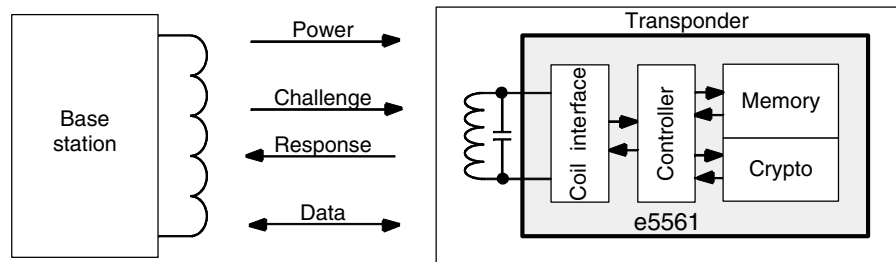 Base
station
Power
Challenge
Response
Data
Transponder
Coil interface
Controller
Memory
Crypto
e5561